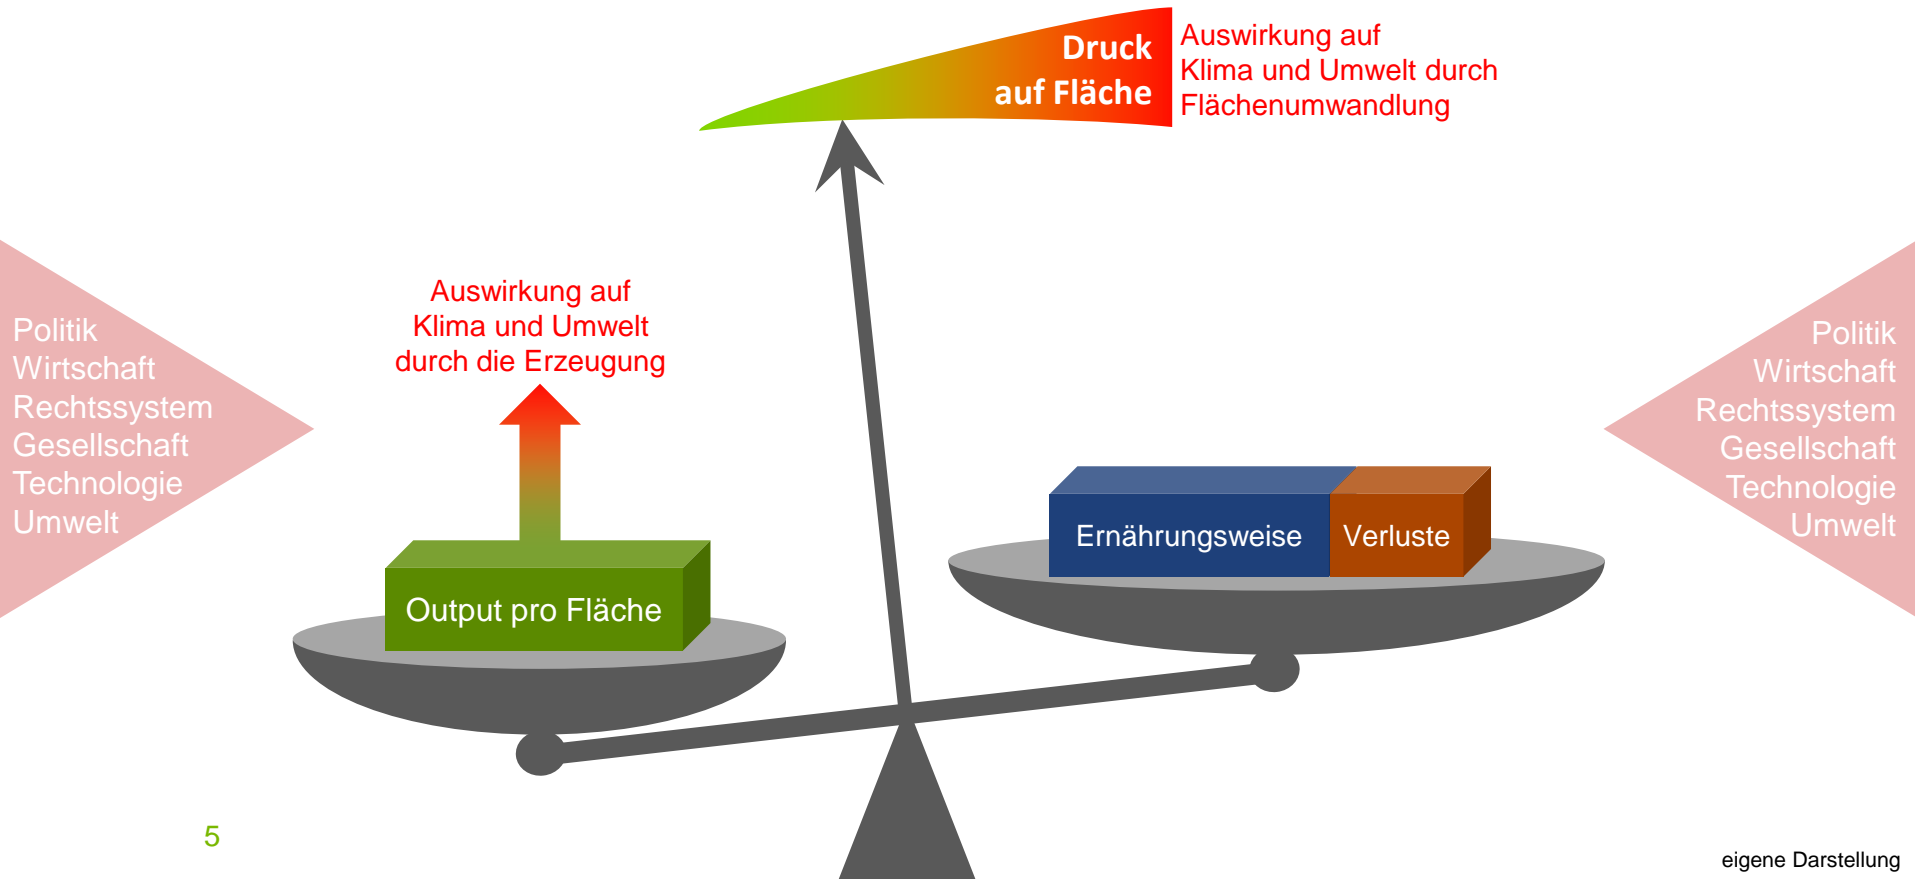 Druck
auf Fläche
Auswirkung auf
Klima und Umwelt durch
Flächenumwandlung
Politik
Wirtschaft
Rechtssystem
Gesellschaft
Technologie
Umwelt
Auswirkung auf
Klima und Umwelt
durch die Erzeugung
Output pro Fläche
Ernährungsweise
Verluste
Politik
Wirtschaft
Rechtssystem
Gesellschaft
Technologie
Umwelt
5
eigene Darstellung